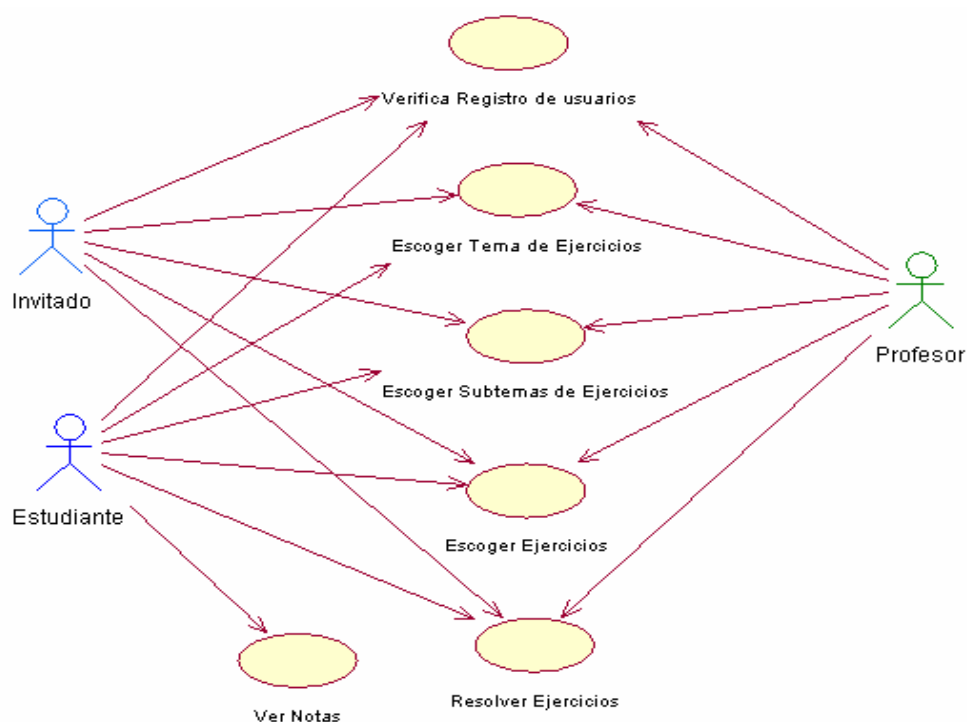 Verifica Registro de usuarios
Escoger Tema de Ejercicios
Invitado
Profesor
Escoger Subtemas de Ejercicios
Estudiante
Escoger Ejercicios
Resolver Ejercicios
Ver Notas